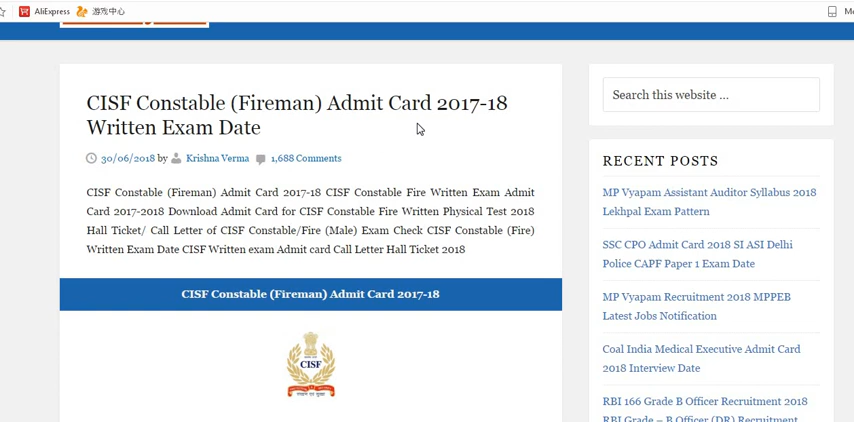 AliExpress 游戏中心
CISF Constable (Fireman) Admit Card 2017-18
Written Exam Date
30/06/2018 by Krishna Verma 1,688 Comments
CISF Constable (Fireman) Admit Card 2017-18 CISF Constable Fire Written Exam Admit
Card 2017-2018 Download Admit Card for CISF Constable Fire Written Physical Test 2018
Hall Ticket/ Call Letter of CISF Constable/Fire (Male) Exam Check CISF Constable (Fire)
Written Exam Date CISF Written exam Admit card Call Letter Hall Ticket 2018
CISF Constable (Fireman) Admit Card 2017-18
CISF
Search this website …
RECENT POSTS
MP Vyapam Assistant Auditor Syllabus 2018
Lekhpal Exam Pattern
SSC CPO Admit Card 2018 SI ASI Delhi
Police CAPF Paper 1 Exam Date
MP Vyapam Recruitment 2018 MPPEB
Latest Jobs Notification
Coal India Medical Executive Admit Card
2018 Interview Date
RBI 166 Grade B Officer Recruitment 2018
RBI Grade – B Officer (DR) Recruitment